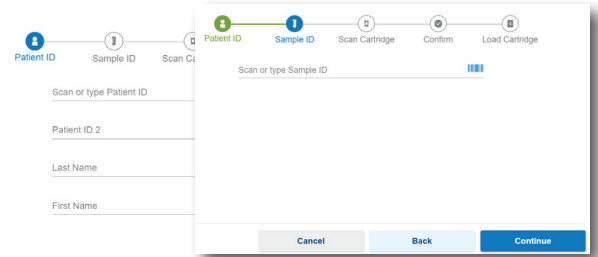 Patient ID
Sample ID
Scan Ca
Scan or type Patient ID
Patient ID 2
Last Name
First Name
Patient ID
Sample ID
Scan Cartridge
Confirm
Load Cartridge
Scan or type Sample ID
Cancel
Back
Continue